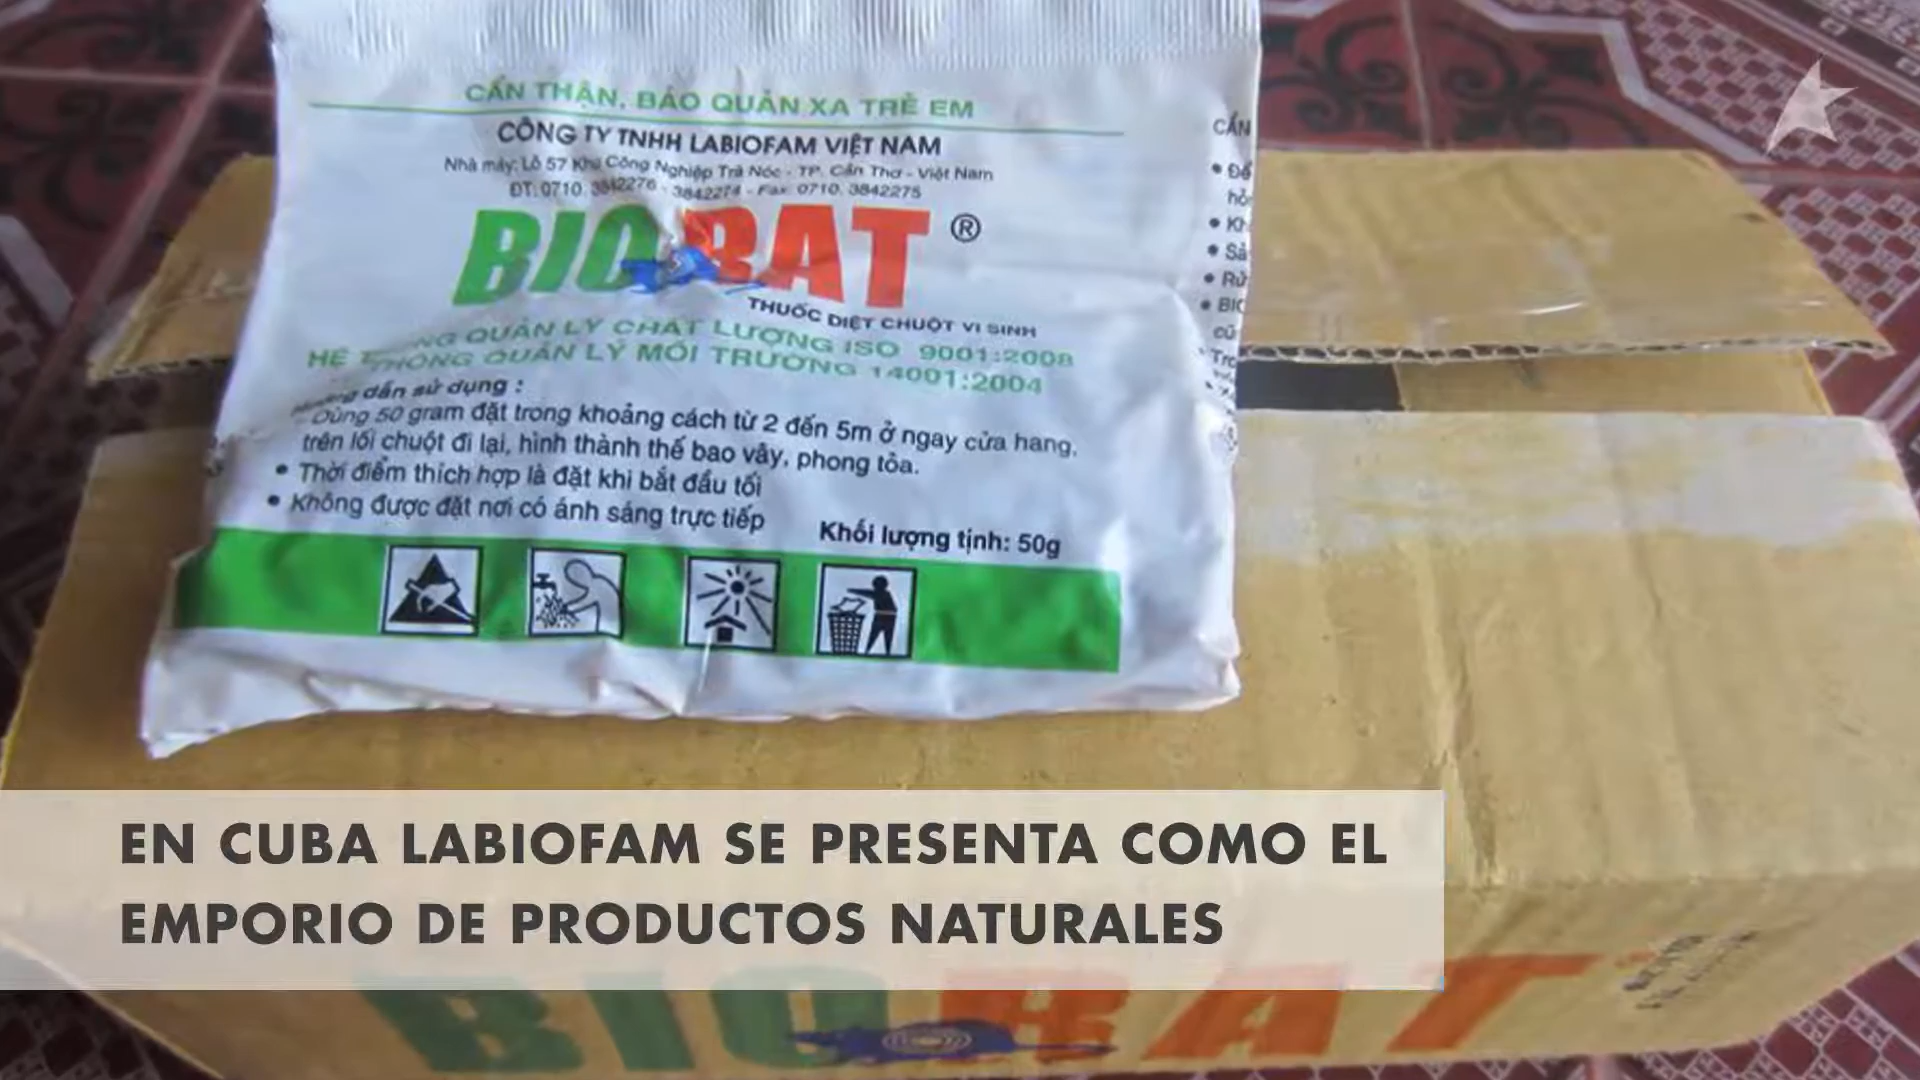 CẨN THẬN, BẢO QUẢN XA TRẺ EM
CÔNG TY TNHH LABIOFAM VIỆT NAM
Nhà máy: Lô 57 Khu Công Nghiệp Trà Nóc - TP. Cần Thơ - Việt Nam
ĐT: 0710. 3842276 - 3842274 - Fax: 0710. 3842275
BIORAT ®
THUỐC DIỆT CHUỘT VI SINH
NG QUẢN LÝ CHẤT LƯỢNG ISO 9001:2008
HỆ THỐNG QUẢN LÝ MÔI TRƯỜNG 14001:2004
Hướng dẫn sử dụng :
- Dùng 50 gram đặt trong khoảng cách từ 2 đến 5m ở ngay cửa hang,
trên lối chuột đi lại, hình thành thế bao vây, phong tỏa.
• Thời điểm thích hợp là đặt khi bắt đầu tối
• Không được đặt nơi có ánh sáng trực tiếp
Khối lượng tịnh: 50g
CẨN
• Để
• Kh
• Sả
• Rử
• BIO
EN CUBA LABIOFAM SE PRESENTA COMO EL
EMPORIO DE PRODUCTOS NATURALES
BIORAT